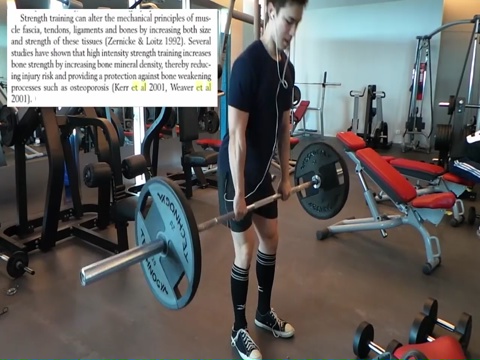 Strength training can alter the mechanical principles of mus-
cle fascia, tendons, ligaments and bones by increasing both size
and strength of these tissues (Zernicke & Loitz 1992). Several
studies have shown that high intensity strength training increases
bone strength by increasing bone mineral density, thereby reduc-
ing injury risk and providing a protection against bone weakening
processes such as osteoporosis (Kerr et al 2001, Weaver et al
2001).
TECHNOGYM
TECHNOGYM